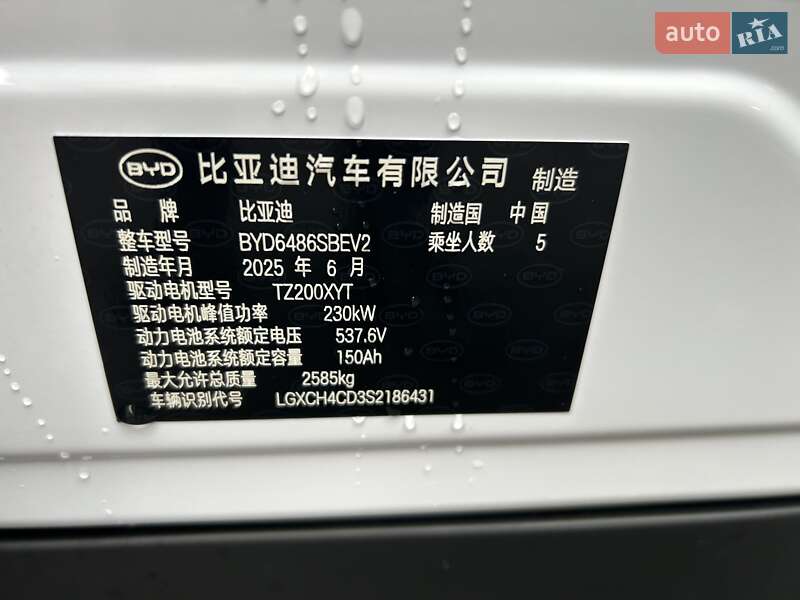 auto RIA .com
BYD 比亚迪汽车有限公司 制造
品 牌 比亚迪 制造国 中 国
整车型号 BYD6486SBEV2 乘坐人数 5
制造年月 2025 年 6 月
驱动电机型号 TZ200XYT
驱动电机峰值功率 230kW
动力电池系统额定电压 537.6V
动力电池系统额定容量 150Ah
最大允许总质量 2585kg
车辆识别代号 LGXCH4CD3S2186431